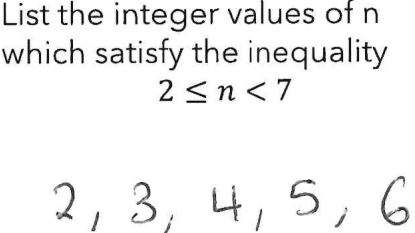 List the integer values of n
which satisfy the inequality
2 ≤ n < 7
2, 3, 4, 5, 6